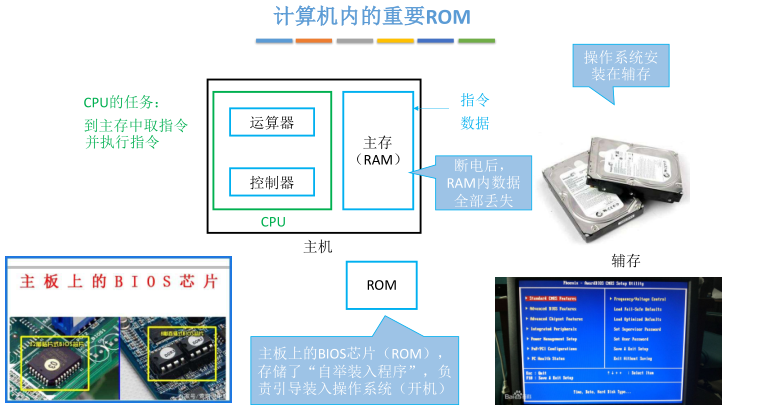 计算机内的重要ROM
操作系统安
装在辅存
CPU的任务：
到主存中取指令
并执行指令
运算器
控制器
CPU
主存
（RAM）
指令
数据
断电后，
RAM内数据
全部丢失
主机
辅存
ROM
主板上的BIOS芯片
主板上的BIOS芯片（ROM），
存储了“自举装入程序”，负
责引导装入操作系统（开机）
Phoenix - AwardBIOS CMOS Setup Utility
Standard CMOS Features
Advanced BIOS Features
Advanced Chipset Features
Integrated Peripherals
Power Management Setup
PnP/PCI Configurations
PC Health Status
Frequency/Voltage Control
Load Fail-Safe Defaults
Load Optimized Defaults
Set Supervisor Password
Set User Password
Save & Exit Setup
Exit Without Saving
Esc : Quit
F10 : Save & Exit Setup
: Select Item
Time, Date, Hard Disk Type...